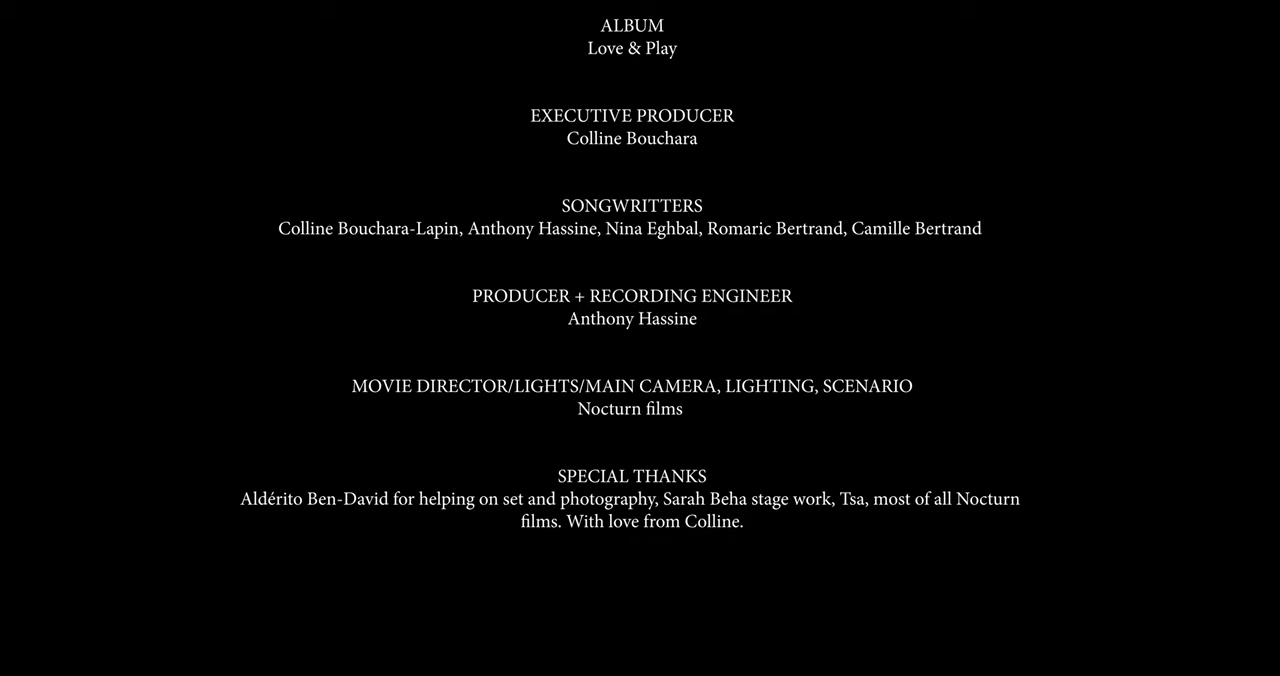 ALBUM
Love & Play
EXECUTIVE PRODUCER
Colline Bouchara
SONGWRITTERS
Colline Bouchara-Lapin, Anthony Hassine, Nina Eghbal, Romaric Bertrand, Camille Bertrand
PRODUCER + RECORDING ENGINEER
Anthony Hassine
MOVIE DIRECTOR/LIGHTS/MAIN CAMERA, LIGHTING, SCENARIO
Nocturn films
SPECIAL THANKS
Aldérito Ben-David for helping on set and photography, Sarah Beha stage work, Tsa, most of all Nocturn
films. With love from Colline.